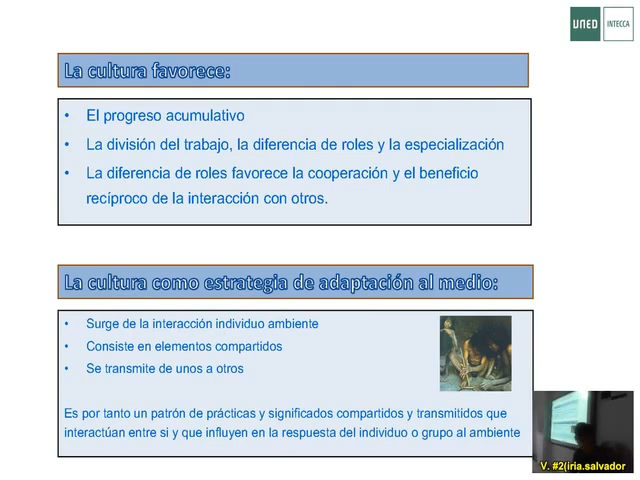 UNED INTECCA
La cultura favorece:
• El progreso acumulativo
• La división del trabajo, la diferencia de roles y la especialización
• La diferencia de roles favorece la cooperación y el beneficio
recíproco de la interacción con otros.
La cultura como estrategia de adaptación al medio:
• Surge de la interacción individuo ambiente
• Consiste en elementos compartidos
• Se transmite de unos a otros
Es por tanto un patrón de prácticas y significados compartidos y transmitidos que
interactúan entre si y que influyen en la respuesta del individuo o grupo al ambiente
V. #2(iria.salvador